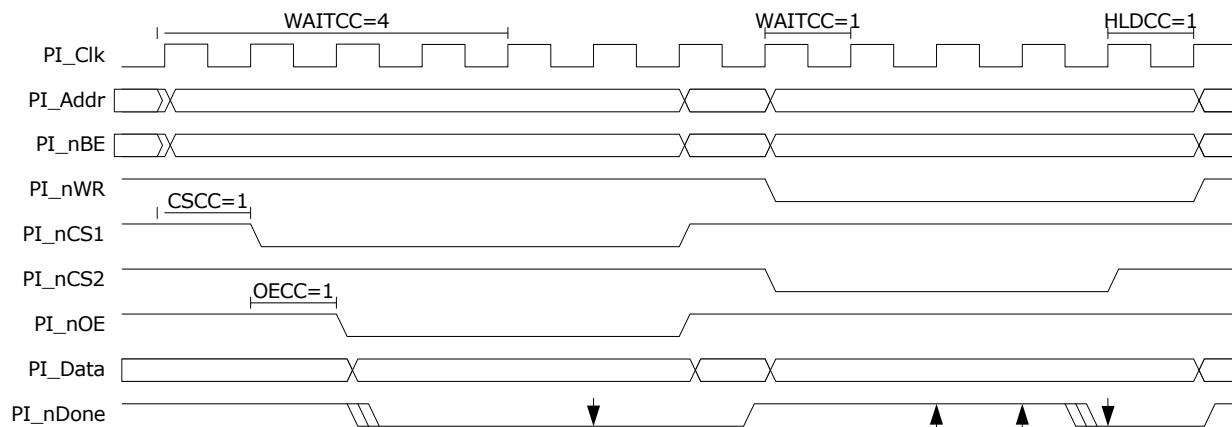 WAITCC=4 WAITCC=1 HLDCC=1
PI_Clk
PI_Addr
PI_nBE
PI_nWR
CSCC=1
PI_nCS1
PI_nCS2
OECC=1
PI_nOE
PI_Data
PI_nDone